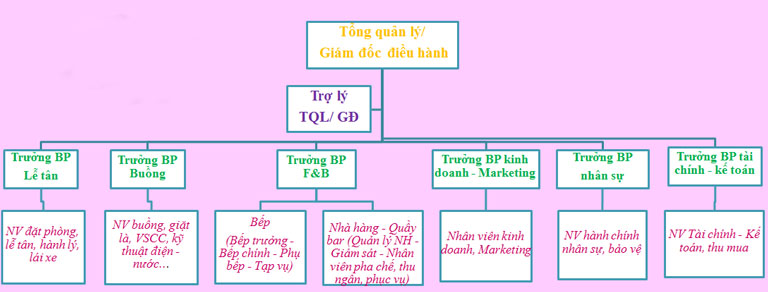 Tổng quản lý/
Giám đốc điều hành
Trợ lý
TQL/ GĐ
Trưởng BP
Lễ tân
Trưởng BP
Buồng
Trưởng BP
F&B
Trưởng BP kinh
doanh - Marketing
Trưởng BP
nhân sự
Trưởng BP tài
chính - kế toán
NV đặt phòng,
lễ tân, hành lý,
lái xe
NV buồng, giặt
là, VSCC, kỹ
thuật điện -
nước...
Bếp
(Bếp trưởng -
Bếp chính - Phụ
bếp - Tạp vụ)
Nhà hàng - Quầy
bar (Quản lý NH -
Giám sát - Nhân
viên pha chế, thu
ngân, phục vụ)
Nhân viên kinh
doanh, Marketing
NV hành chính
nhân sự, bảo vệ
NV Tài chính - Kế
toán, thu mua